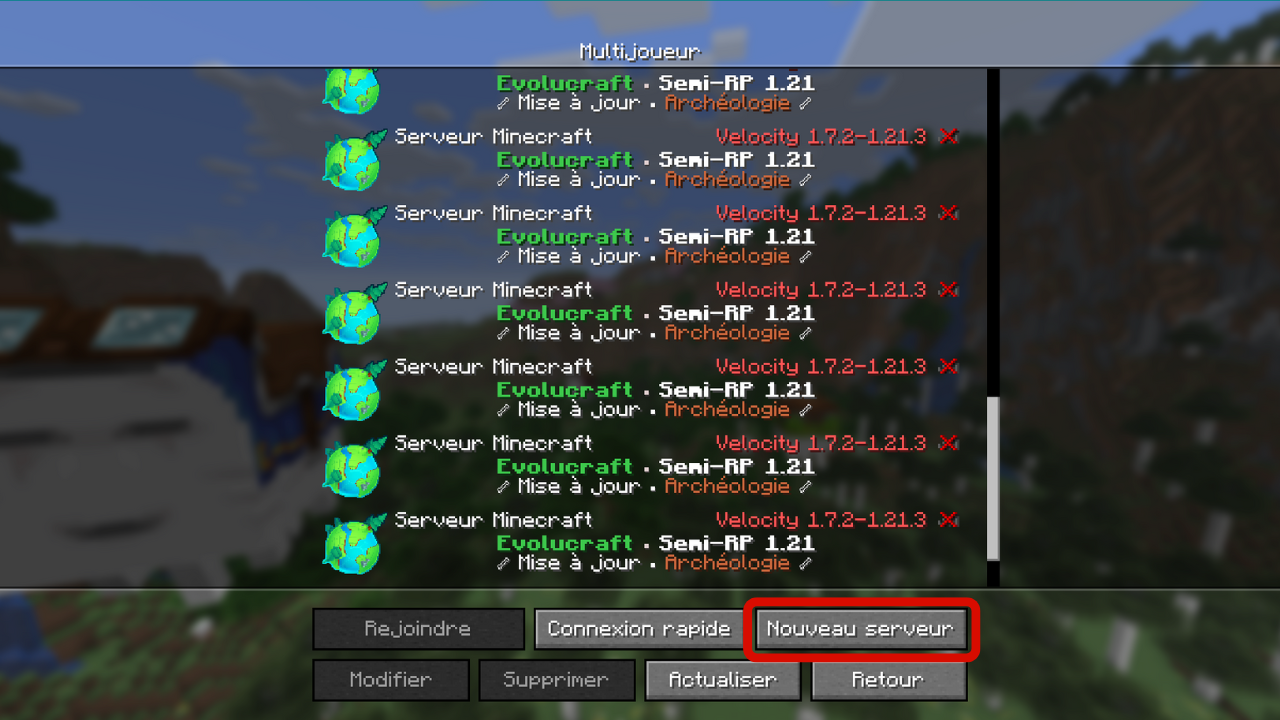 Multijoueur
Evolucraft • Semi-RP 1.21
Mise à jour • Archéologie
Serveur Minecraft Velocity 1.7.2-1.21.3
Evolucraft • Semi-RP 1.21
Mise à jour • Archéologie
Serveur Minecraft Velocity 1.7.2-1.21.3
Evolucraft • Semi-RP 1.21
Mise à jour • Archéologie
Serveur Minecraft Velocity 1.7.2-1.21.3
Evolucraft • Semi-RP 1.21
Mise à jour • Archéologie
Serveur Minecraft Velocity 1.7.2-1.21.3
Evolucraft • Semi-RP 1.21
Mise à jour • Archéologie
Serveur Minecraft Velocity 1.7.2-1.21.3
Evolucraft • Semi-RP 1.21
Mise à jour • Archéologie
Serveur Minecraft Velocity 1.7.2-1.21.3
Evolucraft • Semi-RP 1.21
Mise à jour • Archéologie
Rejoindre Connexion rapide Nouveau serveur
Modifier Supprimer Actualiser Retour